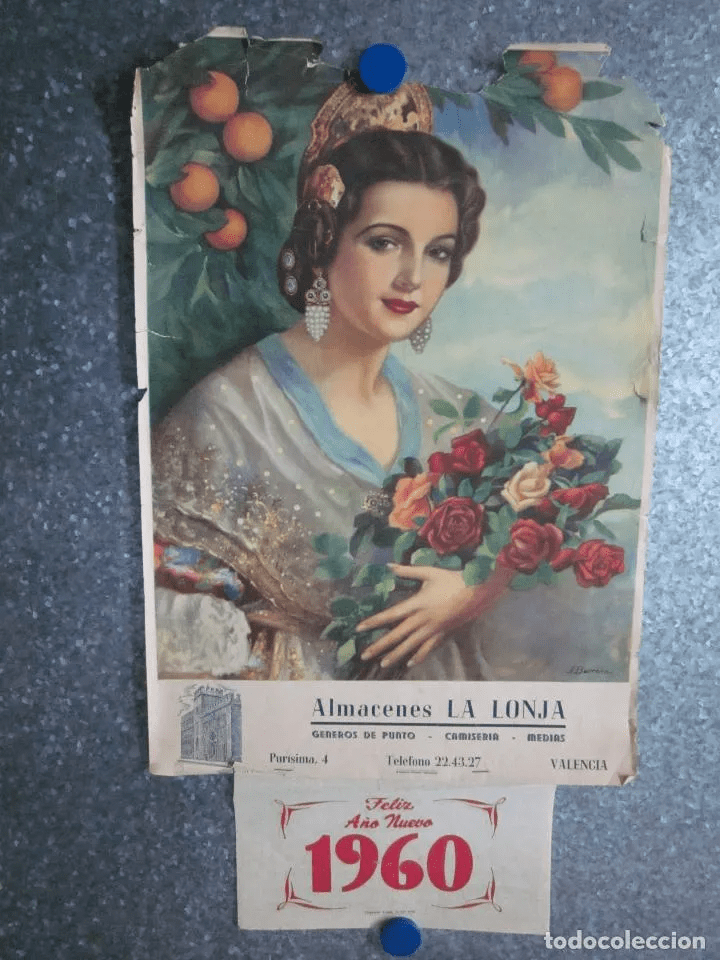 Almacenes LA LONJA
GENEROS DE PUNTO - CAMISERIA - MEDIAS
Purísima, 4 Telefono 22.43.27 VALENCIA
Feliz
Año Nuevo
1960
todocoleccion